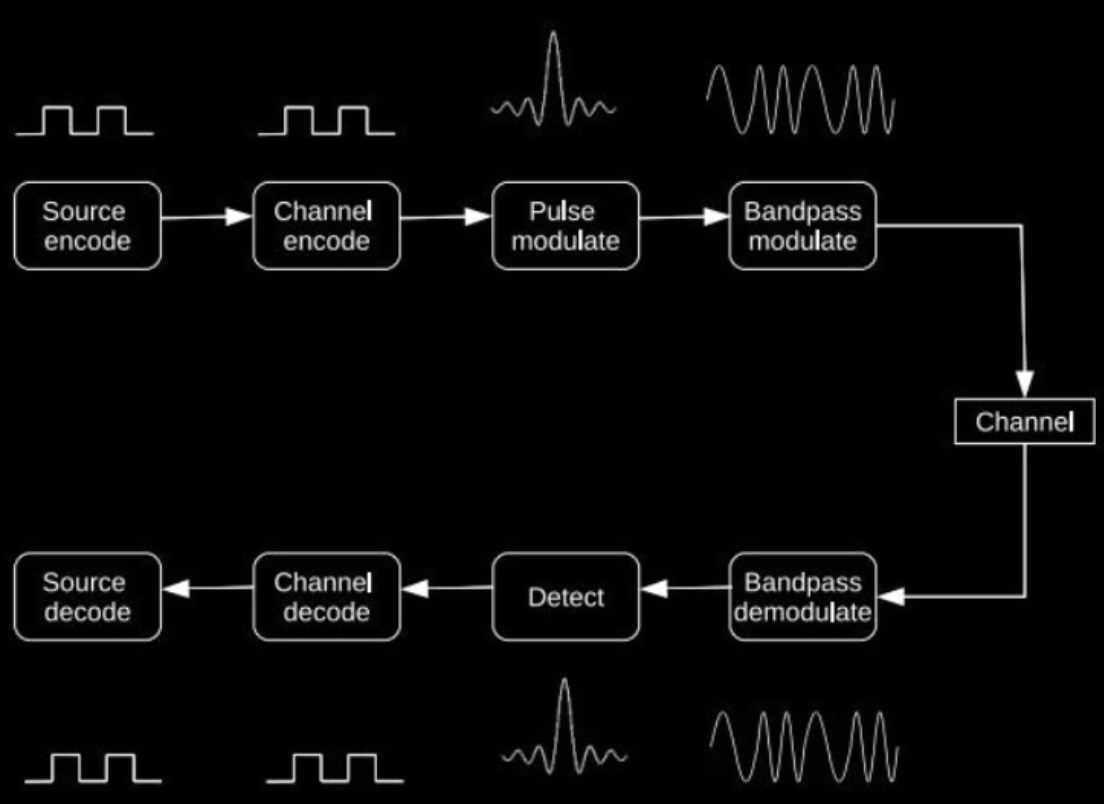 Source
encode
Channel
encode
Pulse
modulate
Bandpass
modulate
Channel
Source
decode
Channel
decode
Detect
Bandpass
demodulate